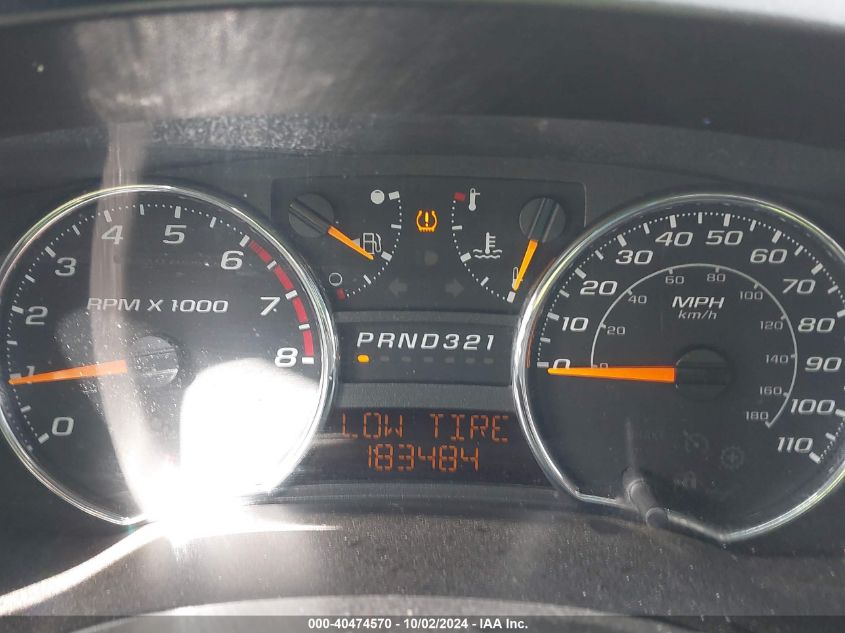 0 1 2 3 4 5 6 7 8
RPM X 1000
PRND321
LOW TIRE
183484
0 10 20 30 40 50 60 70 80 90 100 110
MPH
km/h
0 20 40 60 80 100 120 140 160 180
000-40474570 - 10/02/2024 - IAA Inc.